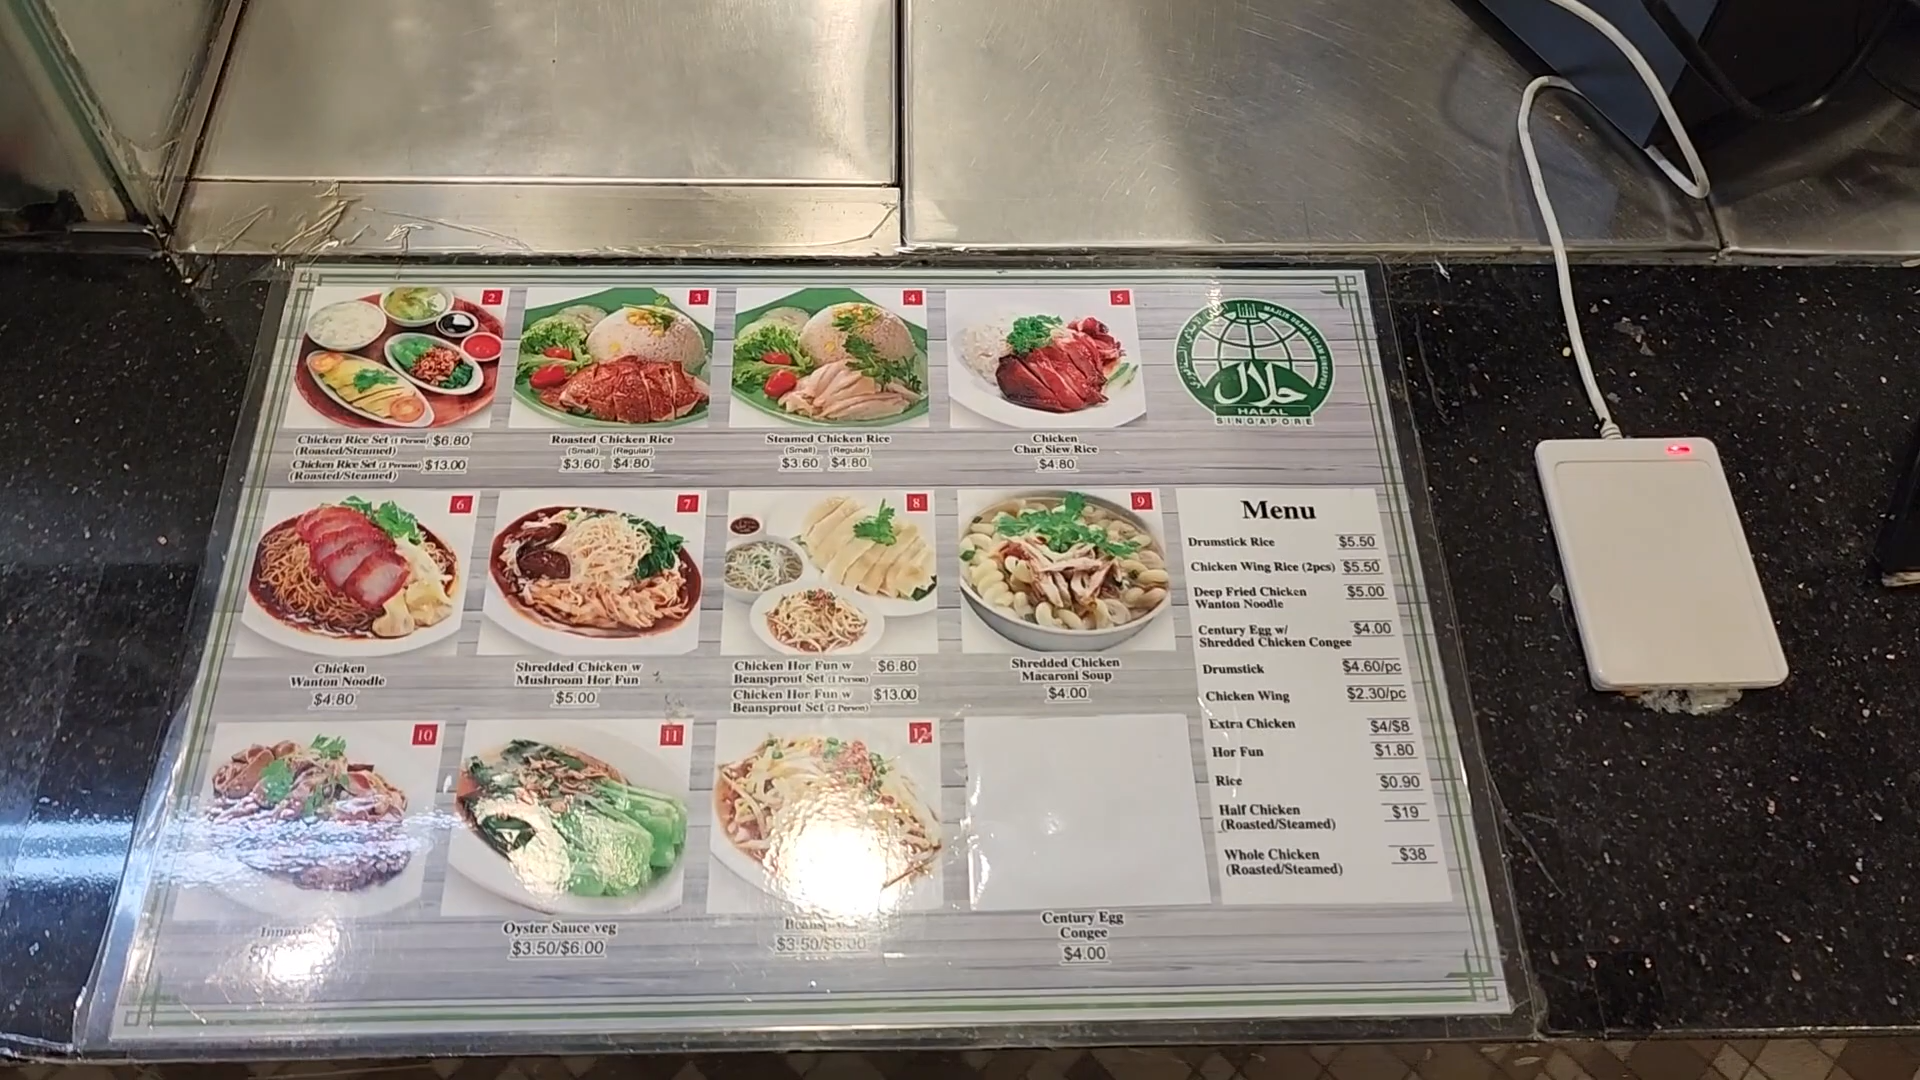 2
Chicken Rice Set (1 Person) $6.80
(Roasted/Steamed)
Chicken Rice Set (2 Person) $13.00
(Roasted/Steamed)
3
Roasted Chicken Rice
(Small) (Regular)
$3.60 $4.80
4
Steamed Chicken Rice
(Small) (Regular)
$3.60 $4.80
5
Chicken
Char Siew Rice
$4.80
MAJLIS UGAMA ISLAM SINGAPURA
حلال
HALAL
SINGAPORE
6
Chicken
Wanton Noodle
$4.80
7
Shredded Chicken w
Mushroom Hor Fun
$5.00
8
Chicken Hor Fun w $6.80
Beansprout Set (1 Person)
Chicken Hor Fun w $13.00
Beansprout Set (2 Person)
9
Shredded Chicken
Macaroni Soup
$4.00
10
11
Oyster Sauce veg
$3.50/$6.00
12
$3.50/$6.00
Century Egg
Congee
$4.00
Menu
Drumstick Rice $5.50
Chicken Wing Rice (2pcs) $5.50
Deep Fried Chicken $5.00
Wanton Noodle
Century Egg w/ $4.00
Shredded Chicken Congee
Drumstick $4.60/pc
Chicken Wing $2.30/pc
Extra Chicken $4/$8
Hor Fun $1.80
Rice $0.90
Half Chicken $19
(Roasted/Steamed)
Whole Chicken $38
(Roasted/Steamed)